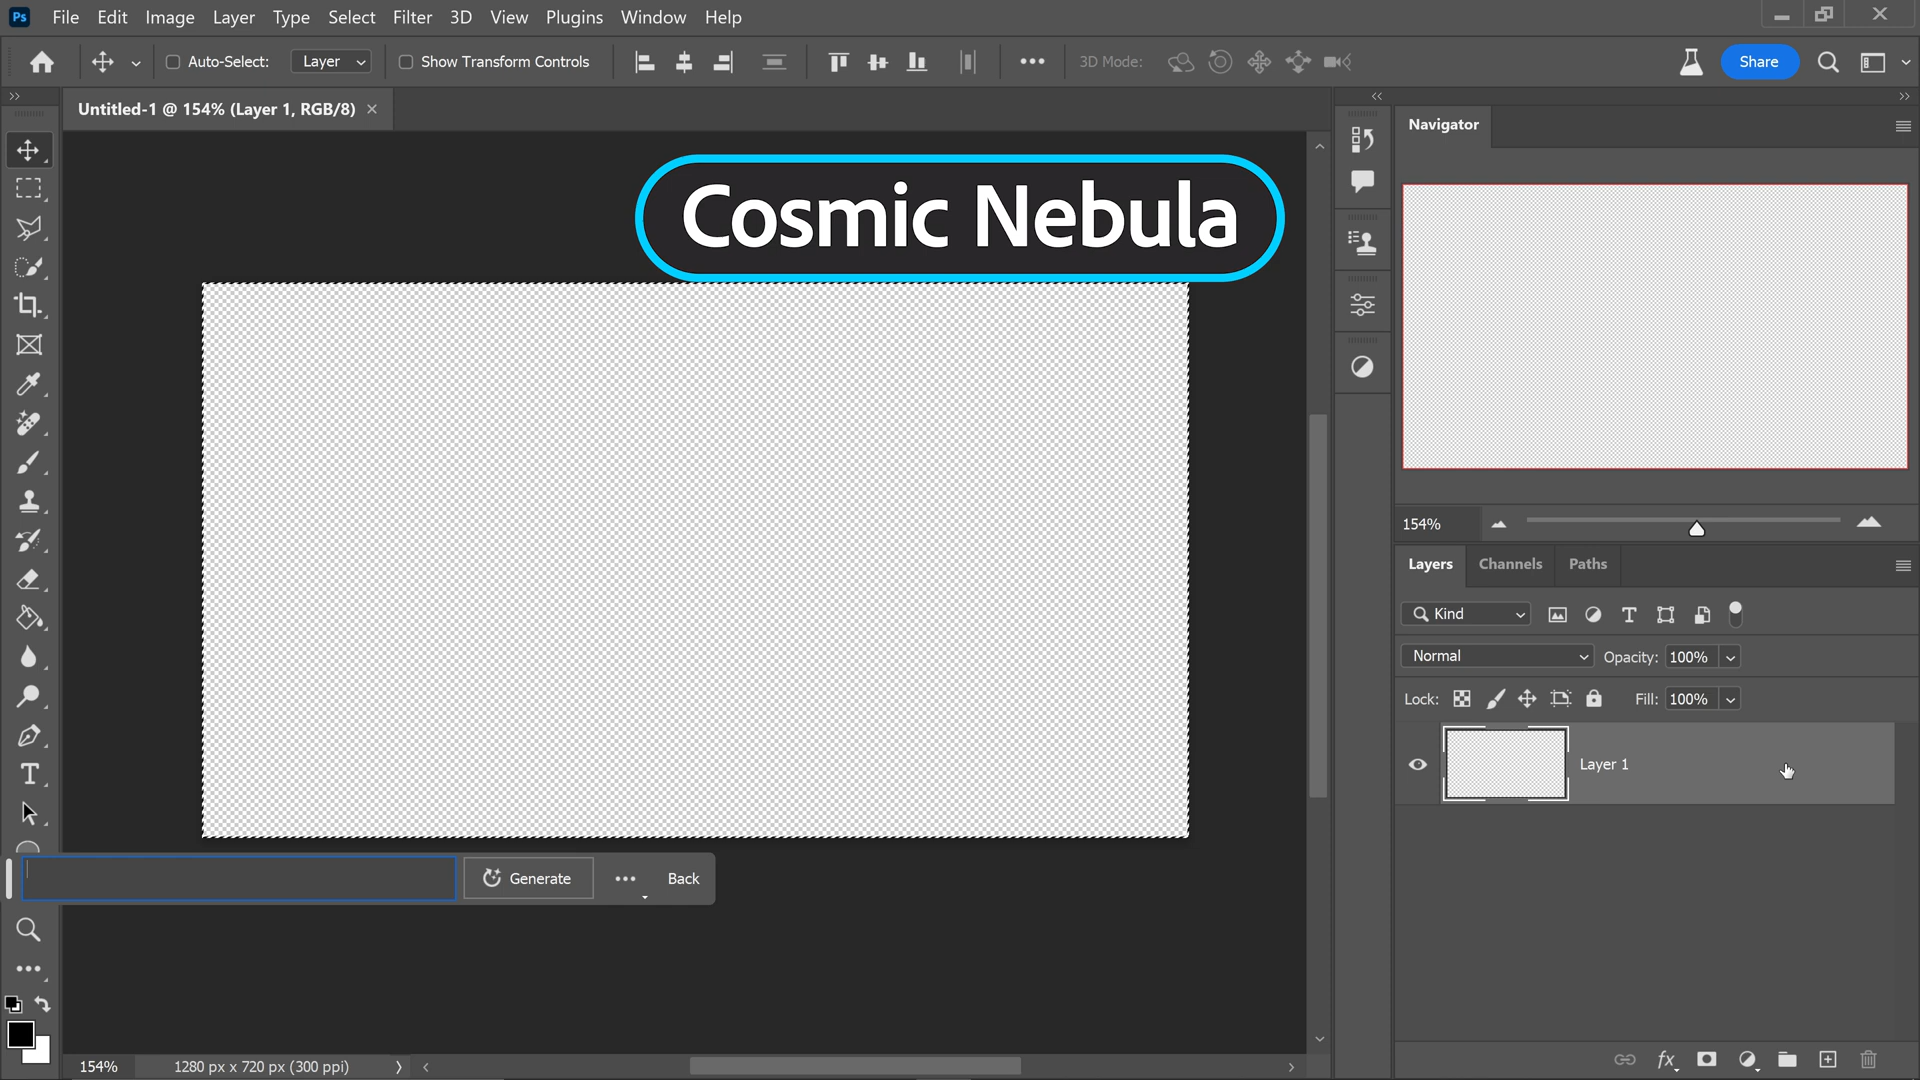 Ps File Edit Image Layer Type Select Filter 3D View Plugins Window Help
Auto-Select: Layer Show Transform Controls 3D Mode: Share
Untitled-1 @ 154% (Layer 1, RGB/8)
Cosmic Nebula
Navigator
154%
Layers Channels Paths
Kind
Normal Opacity: 100%
Lock: Fill: 100%
Layer 1
Generate Back
154% 1280 px x 720 px (300 ppi)
fx